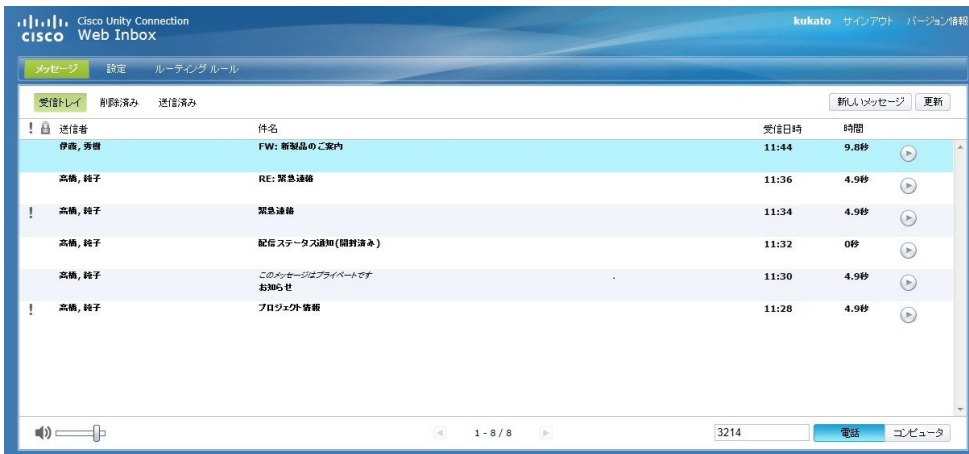 Cisco Unity Connection
CISCO Web Inbox
kukato サインアウト バージョン情報
メッセージ 設定 ルーティング ルール
受信トレイ 削除済み 送信済み 新しいメッセージ 更新
! 送信者 件名 受信日時 時間
伊藤, 秀樹 FW: 新製品のご案内 11:44 9.8秒
高橋, 純子 RE: 緊急連絡 11:36 4.9秒
! 高橋, 純子 緊急連絡 11:34 4.9秒
高橋, 純子 配信ステータス通知(開封済み) 11:32 0秒
高橋, 純子 このメッセージはプライベートです 11:30 4.9秒
お知らせ
! 高橋, 純子 プロジェクト情報 11:28 4.9秒
1 - 8 / 8 3214 電話 コンピュータ